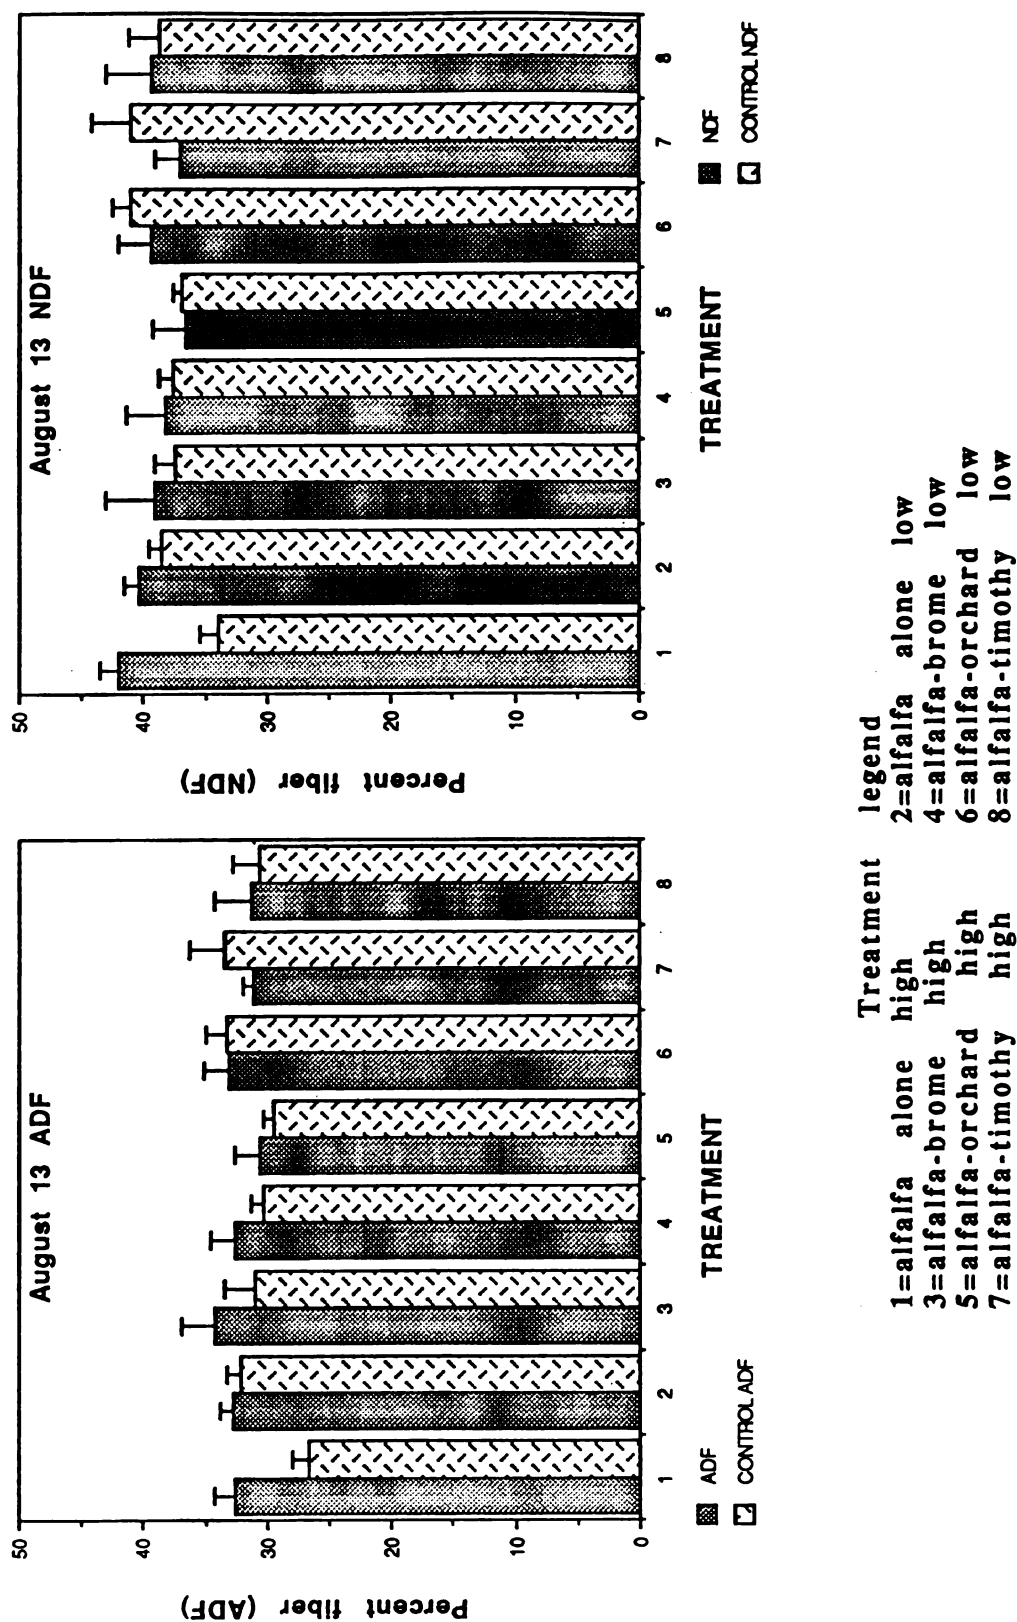 August 13 ADF
Percent fiber (ADF)
50
40
30
20
10
0
1 2 3 4 5 6 7 8
TREATMENT
ADF
CONTROL ADF
August 13 NDF
Percent fiber (NDF)
50
40
30
20
10
0
1 2 3 4 5 6 7 8
TREATMENT
NDF
CONTROL NDF
Treatment legend
1=alfalfa alone high 2=alfalfa alone low
3=alfalfa-brome high 4=alfalfa-brome low
5=alfalfa-orchard high 6=alfalfa-orchard low
7=alfalfa-timothy high 8=alfalfa-timothy low